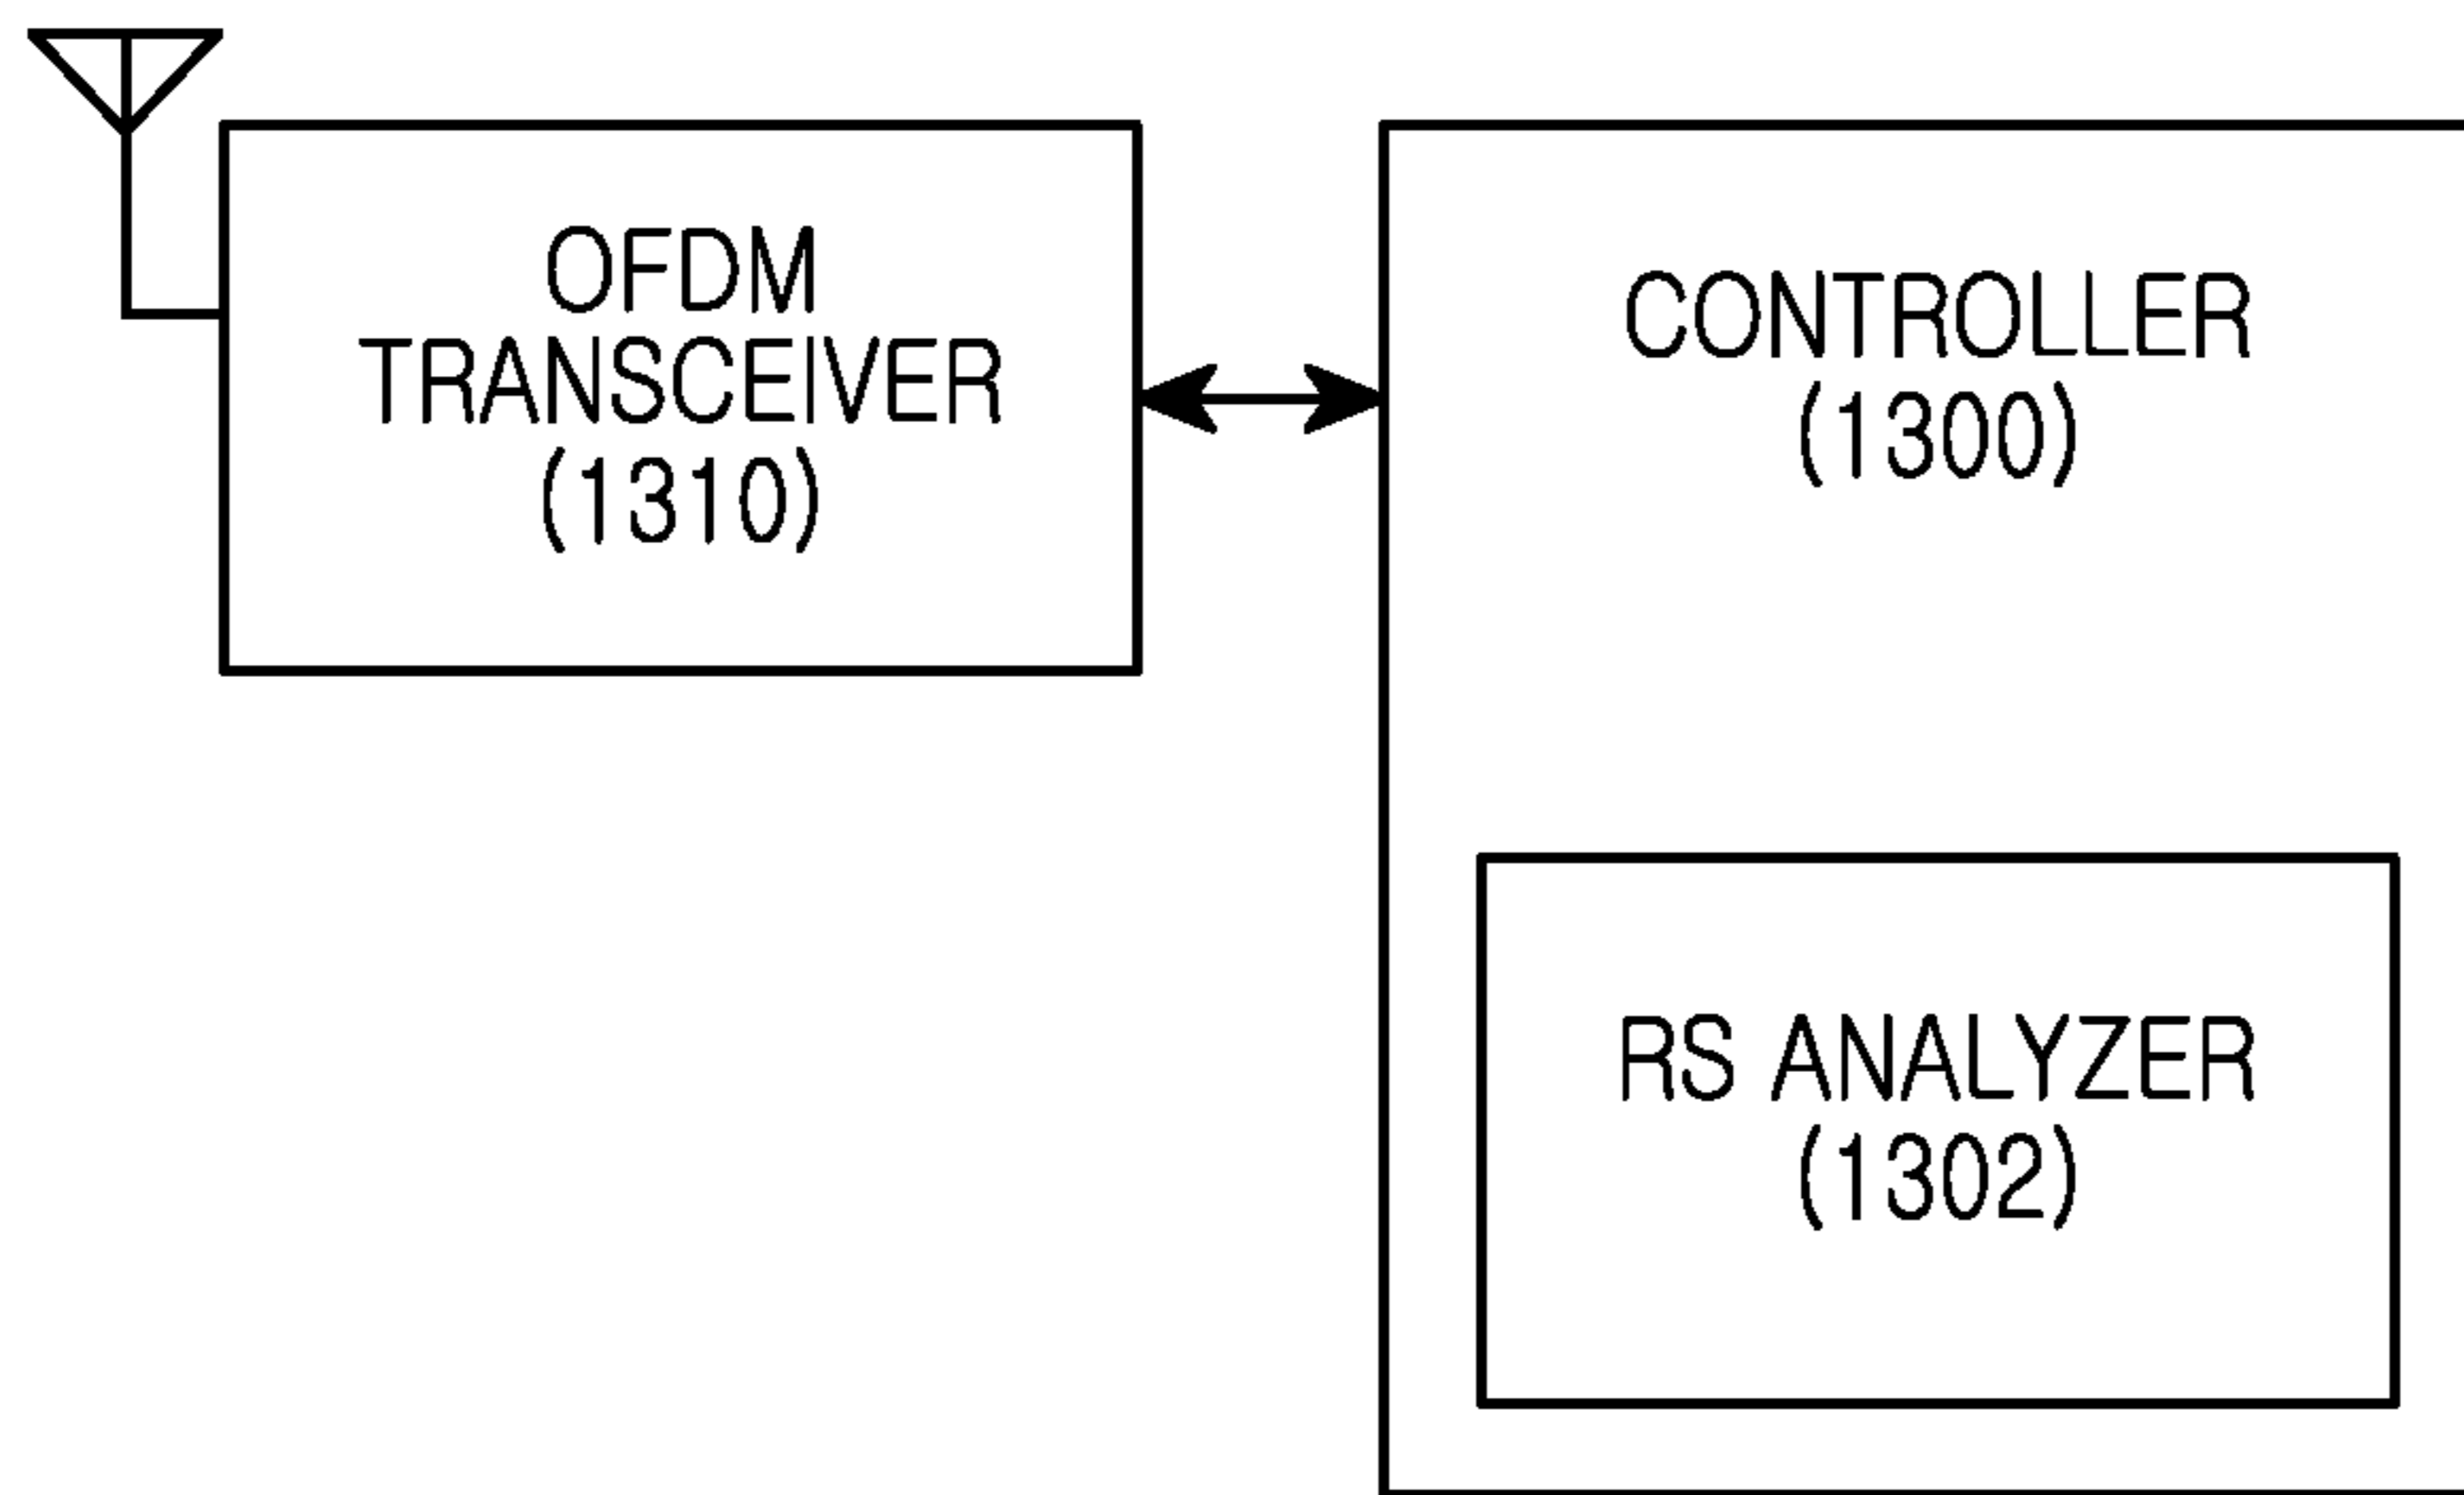 OFDM
TRANSCEIVER
(1310)
CONTROLLER
(1300)
RS ANALYZER
(1302)